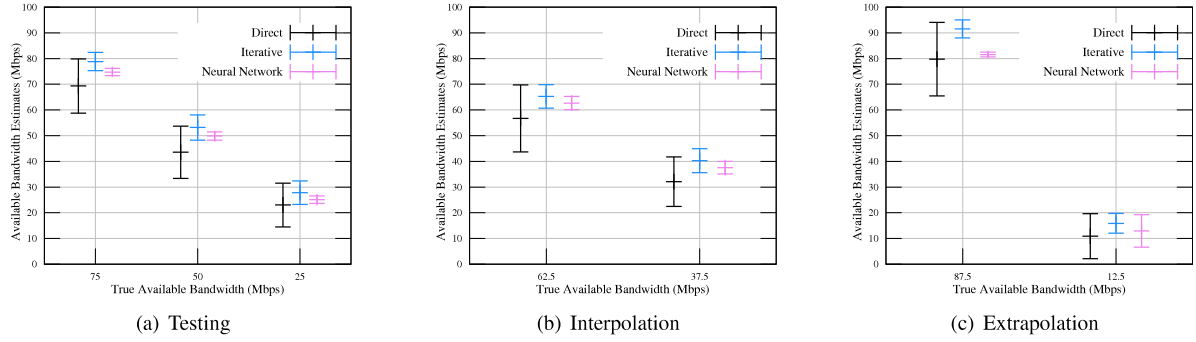 Available Bandwidth Estimates (Mbps)
100
90
80
70
60
50
40
30
20
10
0
Direct
Iterative
Neural Network
75 50 25
True Available Bandwidth (Mbps)
(a) Testing
Available Bandwidth Estimates (Mbps)
100
90
80
70
60
50
40
30
20
10
0
Direct
Iterative
Neural Network
62.5 37.5
True Available Bandwidth (Mbps)
(b) Interpolation
Available Bandwidth Estimates (Mbps)
100
90
80
70
60
50
40
30
20
10
0
Direct
Iterative
Neural Network
87.5 12.5
True Available Bandwidth (Mbps)
(c) Extrapolation